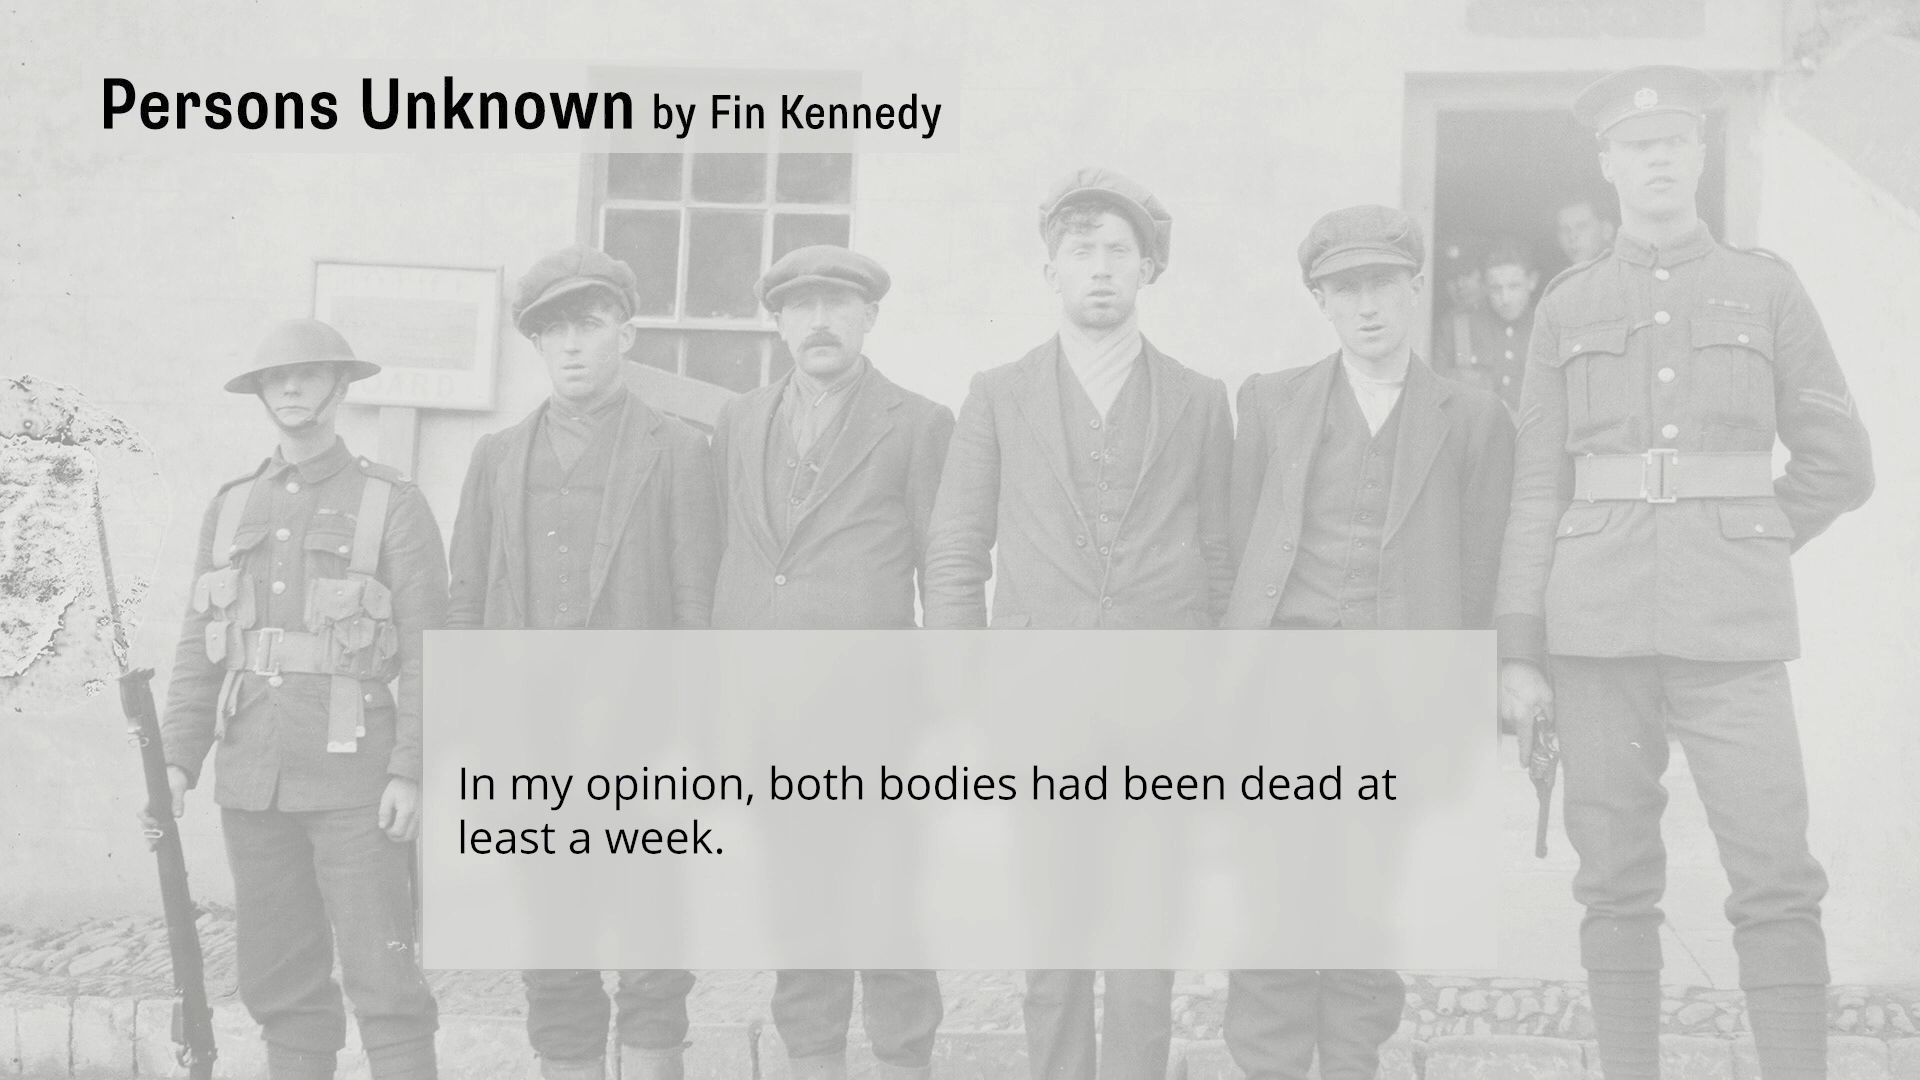 Persons Unknown by Fin Kennedy
In my opinion, both bodies had been dead at
least a week.